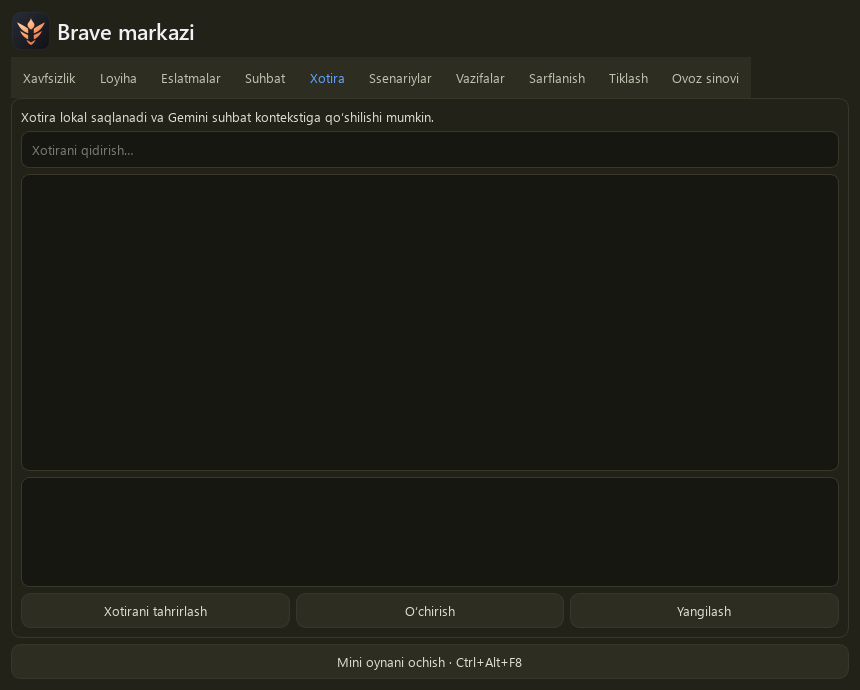 Brave markazi
Xavfsizlik Loyiha Eslatmalar Suhbat Xotira Ssenariylar Vazifalar Sarflanish Tiklash Ovoz sinovi
Xotira lokal saqlanadi va Gemini suhbat kontekstiga qo‘shilishi mumkin.
Xotirani qidirish...
Xotirani tahrirlash O‘chirish Yangilash
Mini oynani ochish · Ctrl+Alt+F8